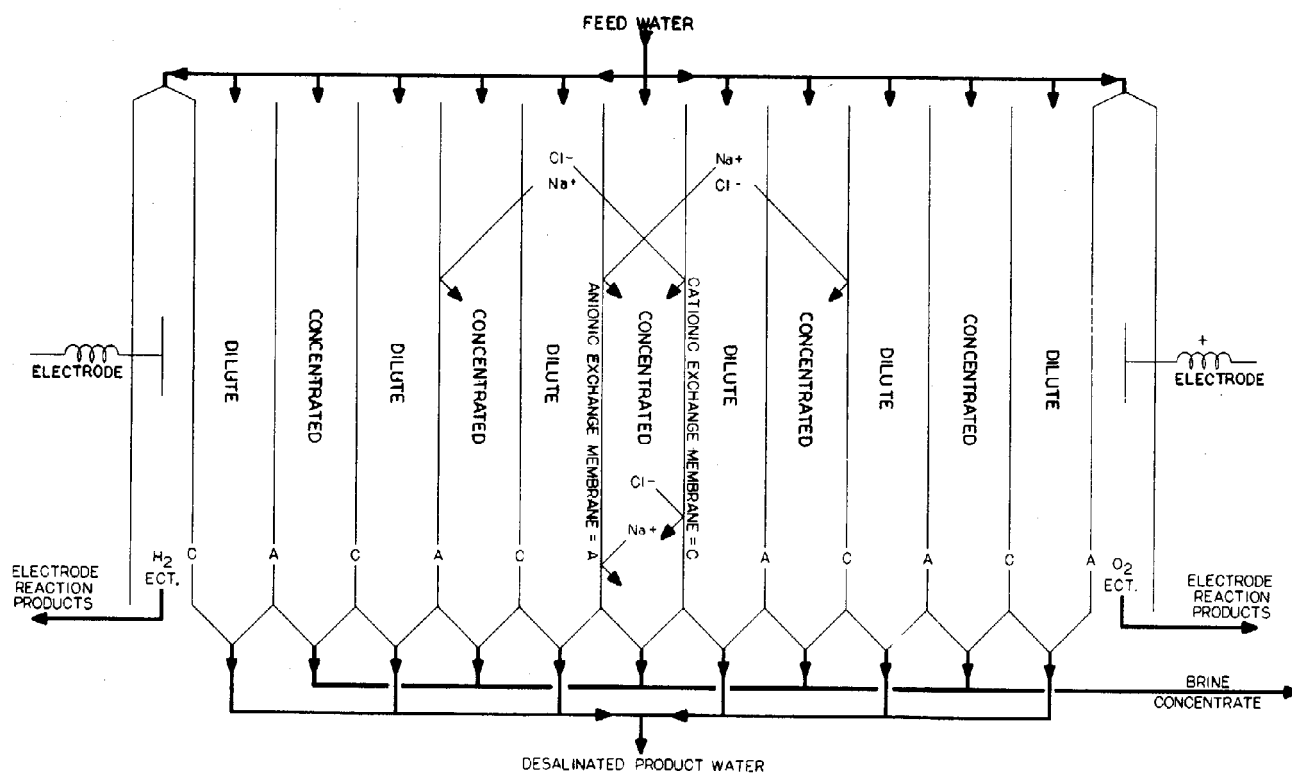 FEED WATER
Cl-
Na+
Na+
Cl-
+
ELECTRODE
ELECTRODE
DILUTE
CONCENTRATED
DILUTE
CONCENTRATED
DILUTE
ANIONIC EXCHANGE MEMBRANE = A
CONCENTRATED
CATIONIC EXCHANGE MEMBRANE = C
DILUTE
CONCENTRATED
DILUTE
CONCENTRATED
DILUTE
Cl-
Na+
H2
ECT.
C
A
C
A
C
A
C
A
C
A
O2
ECT.
ELECTRODE
REACTION
PRODUCTS
ELECTRODE
REACTION
PRODUCTS
BRINE
CONCENTRATE
DESALINATED PRODUCT WATER